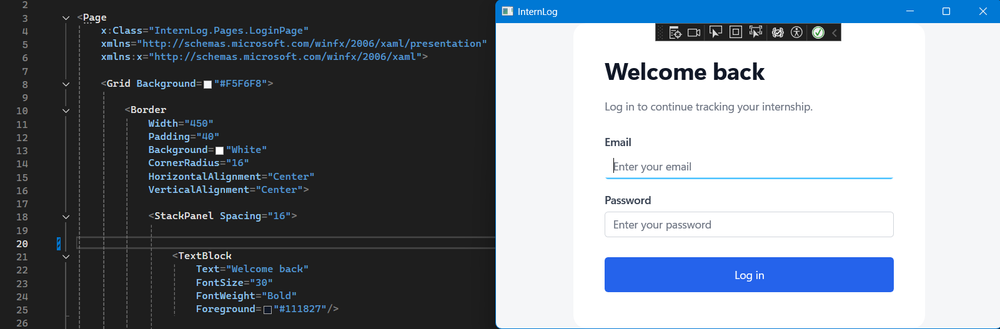 2
3 <Page
4 x:Class="InternLog.Pages.LoginPage"
5 xmlns="http://schemas.microsoft.com/winfx/2006/xaml/presentation"
6 xmlns:x="http://schemas.microsoft.com/winfx/2006/xaml">
7
8 <Grid Background="#F5F6F8">
9
10 <Border
11 Width="450"
12 Padding="40"
13 Background="White"
14 CornerRadius="16"
15 HorizontalAlignment="Center"
16 VerticalAlignment="Center">
17
18 <StackPanel Spacing="16">
19
20
21 <TextBlock
22 Text="Welcome back"
23 FontSize="30"
24 FontWeight="Bold"
25 Foreground="#111827"/>
26
InternLog
Welcome back
Log in to continue tracking your internship.
Email
Enter your email
Password
Enter your password
Log in